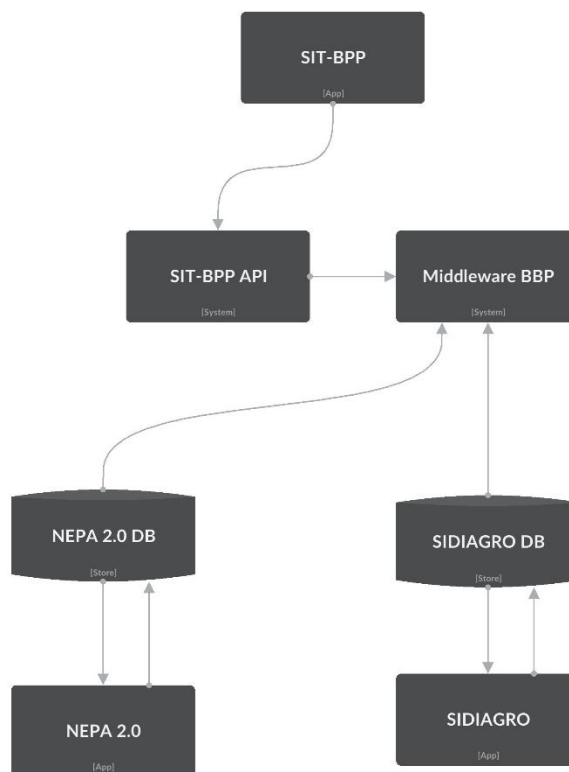 SIT-BPP
[App]
SIT-BPP API
[System]
Middleware BBP
[System]
NEPA 2.0 DB
[Store]
SIDIAGRO DB
[Store]
NEPA 2.0
[App]
SIDIAGRO
[App]